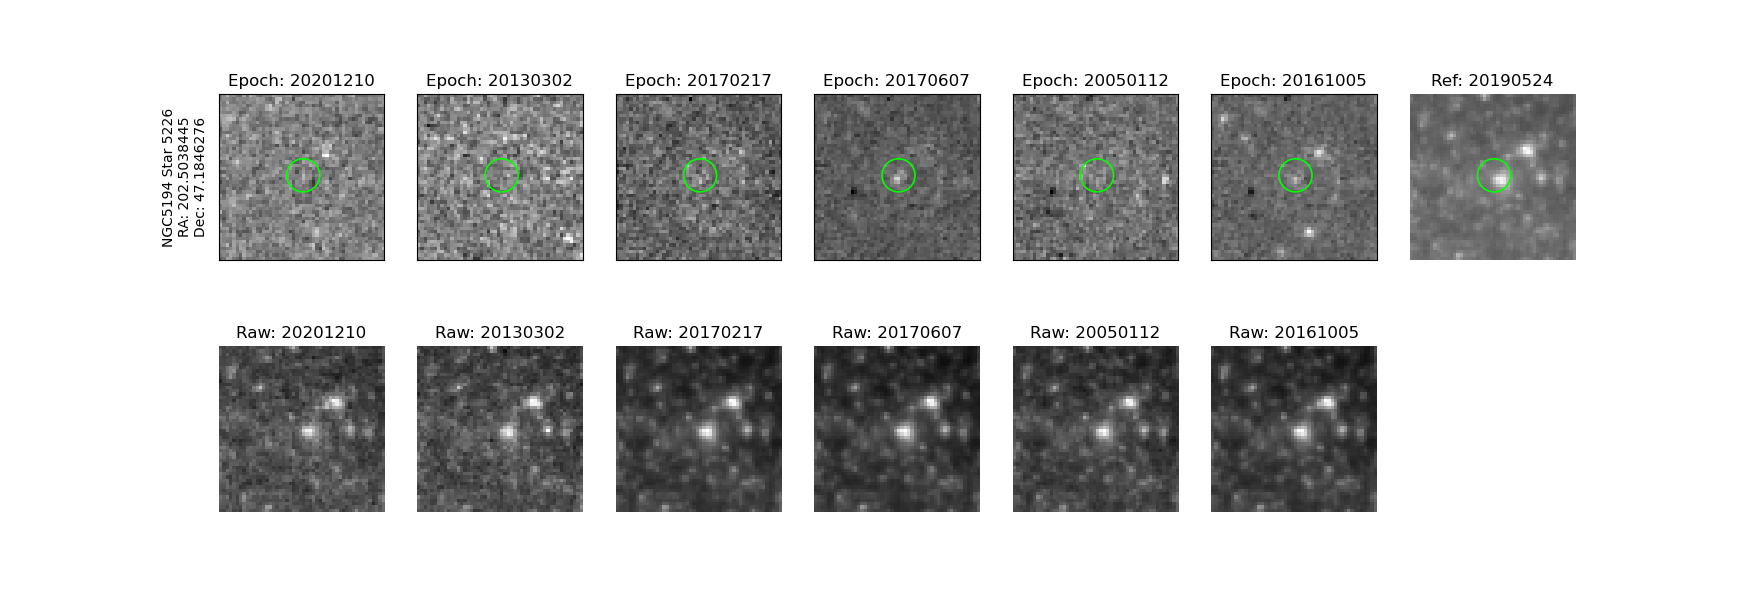 Epoch: 20201210
Epoch: 20130302
Epoch: 20170217
Epoch: 20170607
Epoch: 20050112
Epoch: 20161005
Ref: 20190524
NGC5194 Star 5226
RA: 202.5038445
Dec: 47.1846276
Raw: 20201210
Raw: 20130302
Raw: 20170217
Raw: 20170607
Raw: 20050112
Raw: 20161005